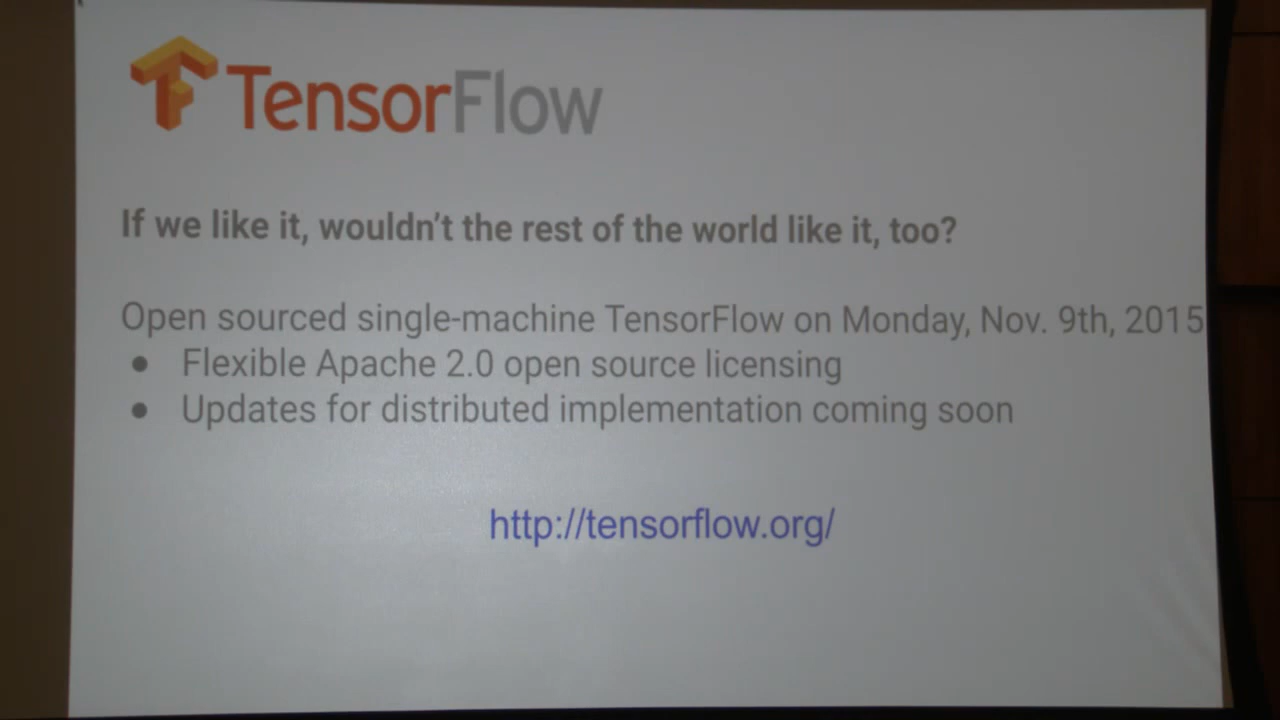 TensorFlow
If we like it, wouldn't the rest of the world like it, too?
Open sourced single-machine TensorFlow on Monday, Nov. 9th, 2015
● Flexible Apache 2.0 open source licensing
● Updates for distributed implementation coming soon
http://tensorflow.org/